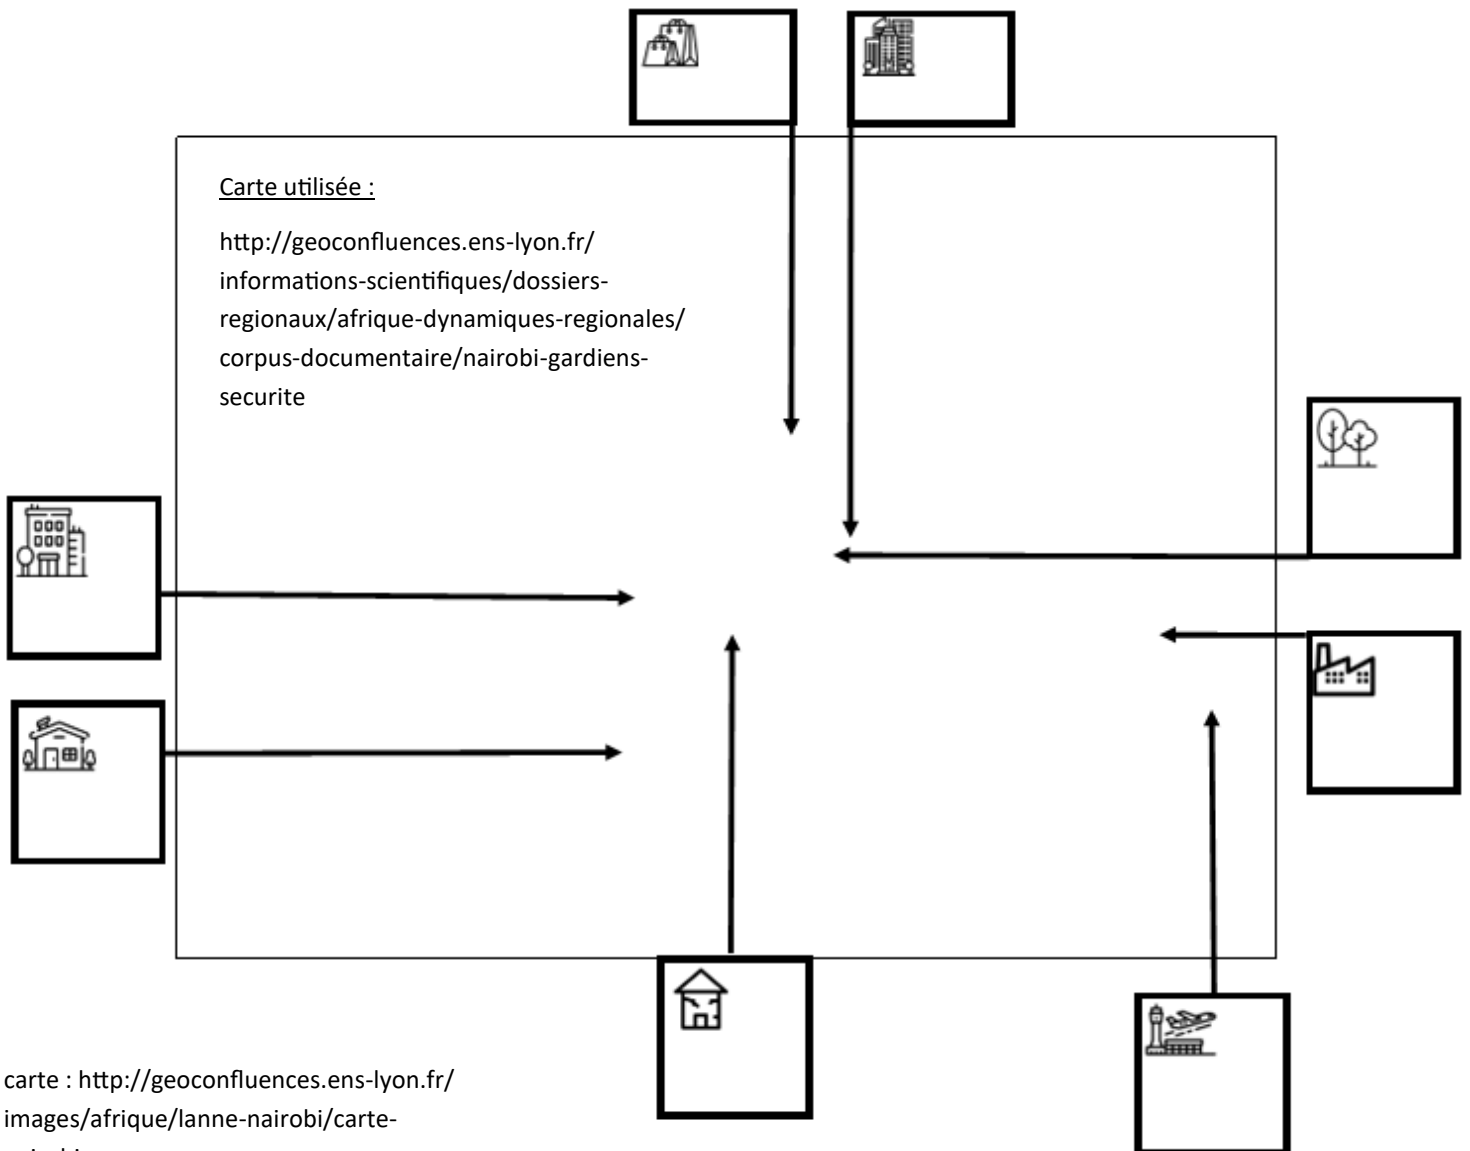 Carte utilisée :
http://geoconfluences.ens-lyon.fr/
informations-scientifiques/dossiers-
regionaux/afrique-dynamiques-regionales/
corpus-documentaire/nairobi-gardiens-
securite
carte : http://geoconfluences.ens-lyon.fr/
images/afrique/lanne-nairobi/carte-